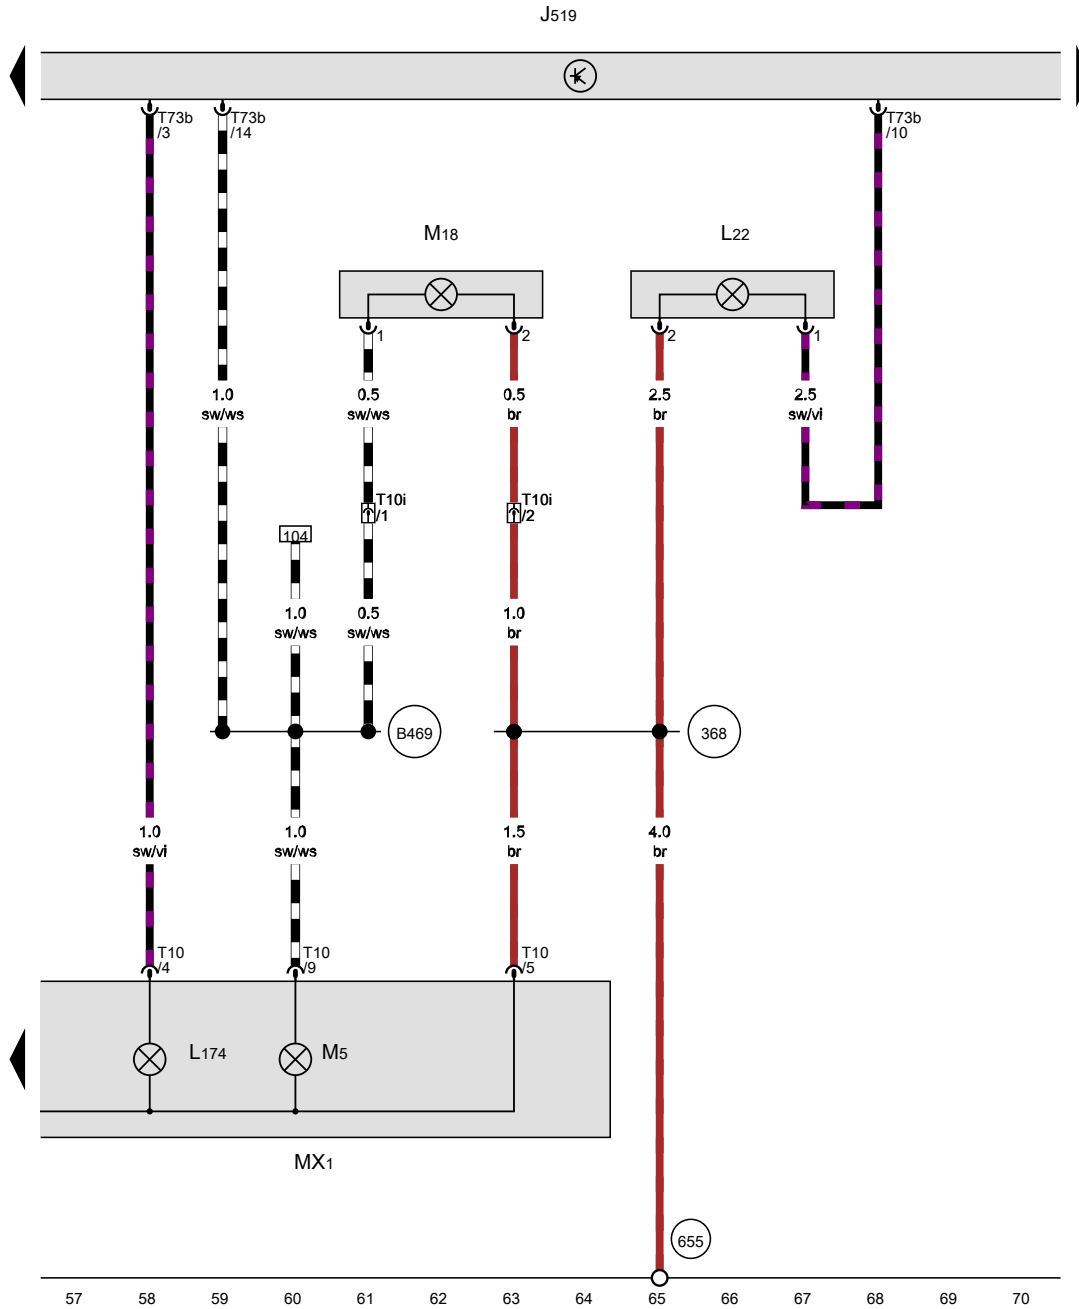 J519
T73b
/3
T73b
/14
T73b
/10
M18
L22
1
2
2
1
1.0
sw/ws
0.5
sw/ws
0.5
br
2.5
br
2.5
sw/vi
T10i
/1
T10i
/2
104
1.0
sw/ws
0.5
sw/ws
1.0
br
B469
368
1.0
sw/vi
1.0
sw/ws
1.5
br
4.0
br
T10
/4
T10
/9
T10
/5
L174
M5
MX1
655
57 58 59 60 61 62 63 64 65 66 67 68 69 70